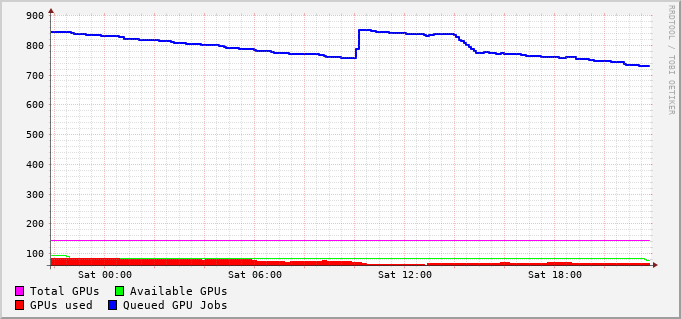 900
800
700
600
500
400
300
200
100
Sat 00:00 Sat 06:00 Sat 12:00 Sat 18:00
Total GPUs Available GPUs
GPUs used Queued GPU Jobs
RRDTOOL / TOBI OETIKER